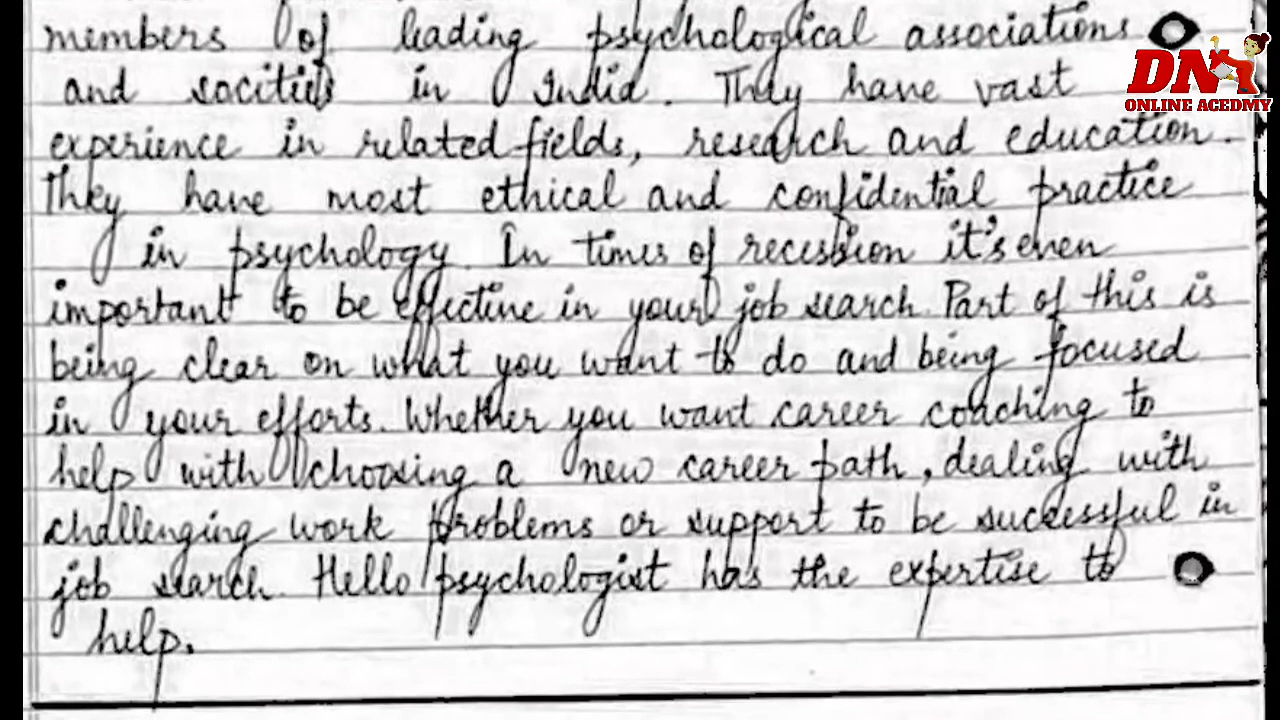 members of leading psychological associations
and socities in India. They have vast
experience in related fields, research and education.
They have most ethical and confidential practice
in psychology. In times of recession it's even
important to be effective in your job search. Part of this is
being clear on what you want to do and being focused
in your efforts. Whether you want career coaching to
help with choosing a new career path, dealing with
challenging work problems or support to be successful in
job search. Hello psychologist has the expertise to
help.
DN
ONLINE ACEDMY